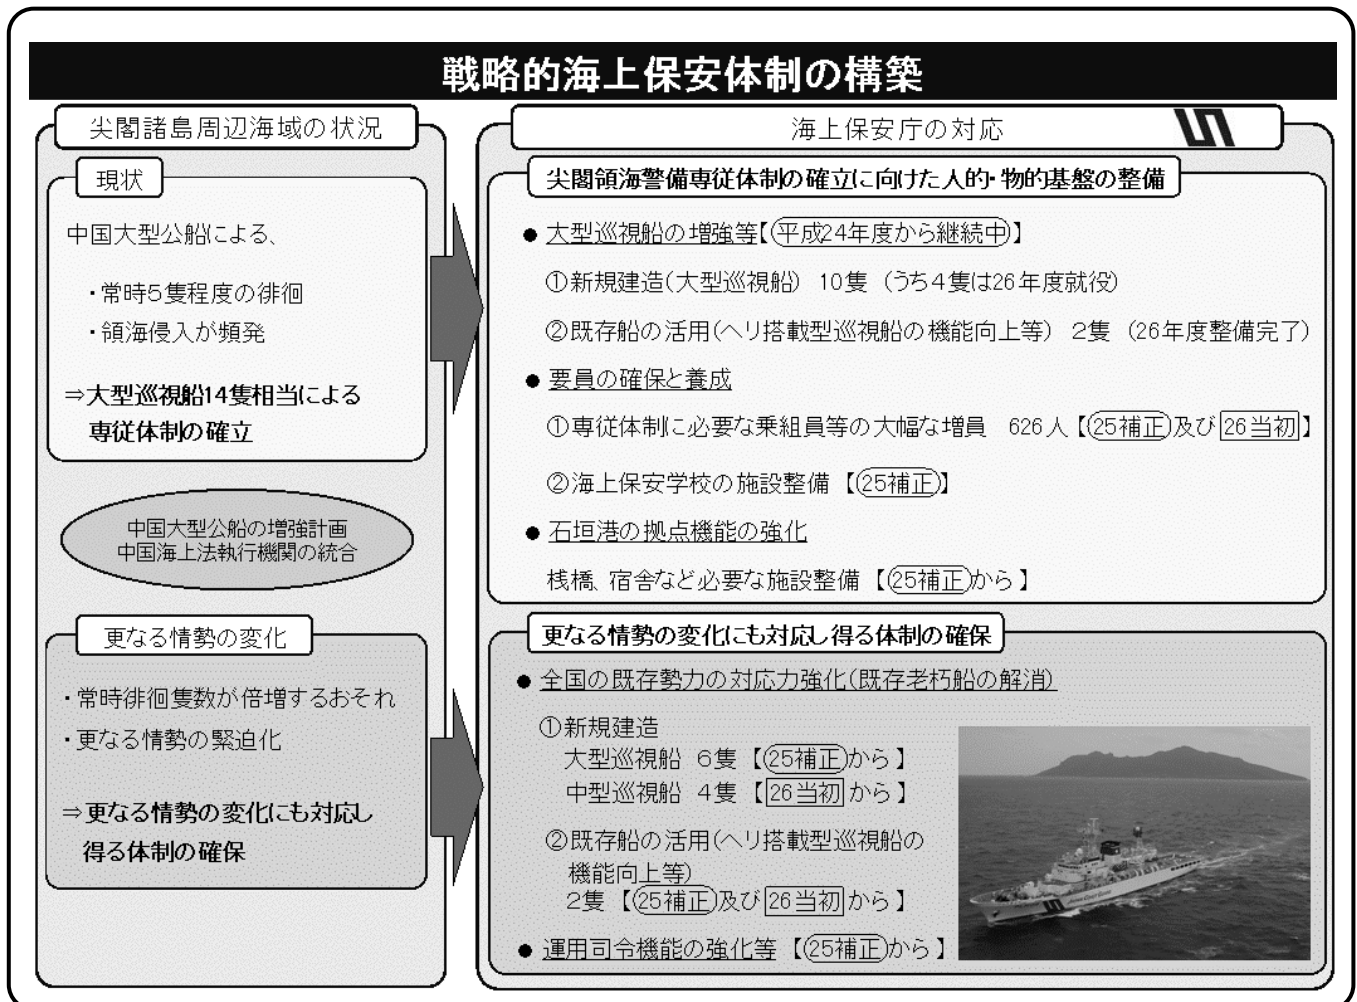 戦略的海上保安体制の構築
尖閣諸島周辺海域の状況
現状
中国大型公船による、
・常時5隻程度の徘徊
・領海侵入が頻発
⇒大型巡視船14隻相当による
専従体制の確立
中国大型公船の増強計画
中国海上法執行機関の統合
更なる情勢の変化
・常時徘徊隻数が倍増するおそれ
・更なる情勢の緊迫化
⇒更なる情勢の変化にも対応し
得る体制の確保
海上保安庁の対応
尖閣領海警備専従体制の確立に向けた人的・物的基盤の整備
● 大型巡視船の増強等【(平成24年度から継続中)】
①新規建造(大型巡視船) 10隻 (うち4隻は26年度就役)
②既存船の活用(ヘリ搭載型巡視船の機能向上等) 2隻 (26年度整備完了)
● 要員の確保と養成
①専従体制に必要な乗組員等の大幅な増員 626人【(25補正)及び26当初】
②海上保安学校の施設整備【(25補正)】
● 石垣港の拠点機能の強化
桟橋、宿舎など必要な施設整備【(25補正)から】
更なる情勢の変化にも対応し得る体制の確保
● 全国の既存勢力の対応力強化(既存老朽船の解消)
①新規建造
大型巡視船 6隻【(25補正)から】
中型巡視船 4隻【26当初から】
②既存船の活用(ヘリ搭載型巡視船の
機能向上等)
2隻【(25補正)及び26当初から】
● 運用司令機能の強化等【(25補正)から】